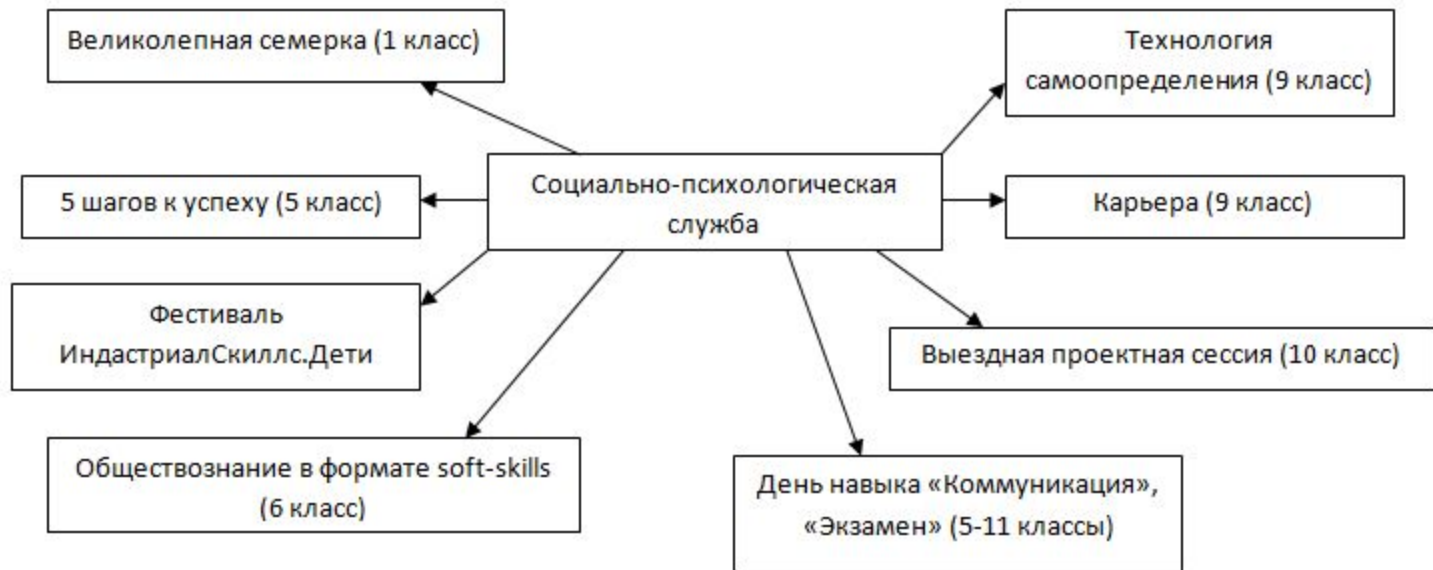 Великолепная семерка (1 класс)
Технология
самоопределения (9 класс)
Социально-психологическая
служба
5 шагов к успеху (5 класс)
Карьера (9 класс)
Фестиваль
ИндастриалСкиллс.Дети
Выездная проектная сессия (10 класс)
Обществознание в формате soft-skills
(6 класс)
День навыка «Коммуникация»,
«Экзамен» (5-11 классы)